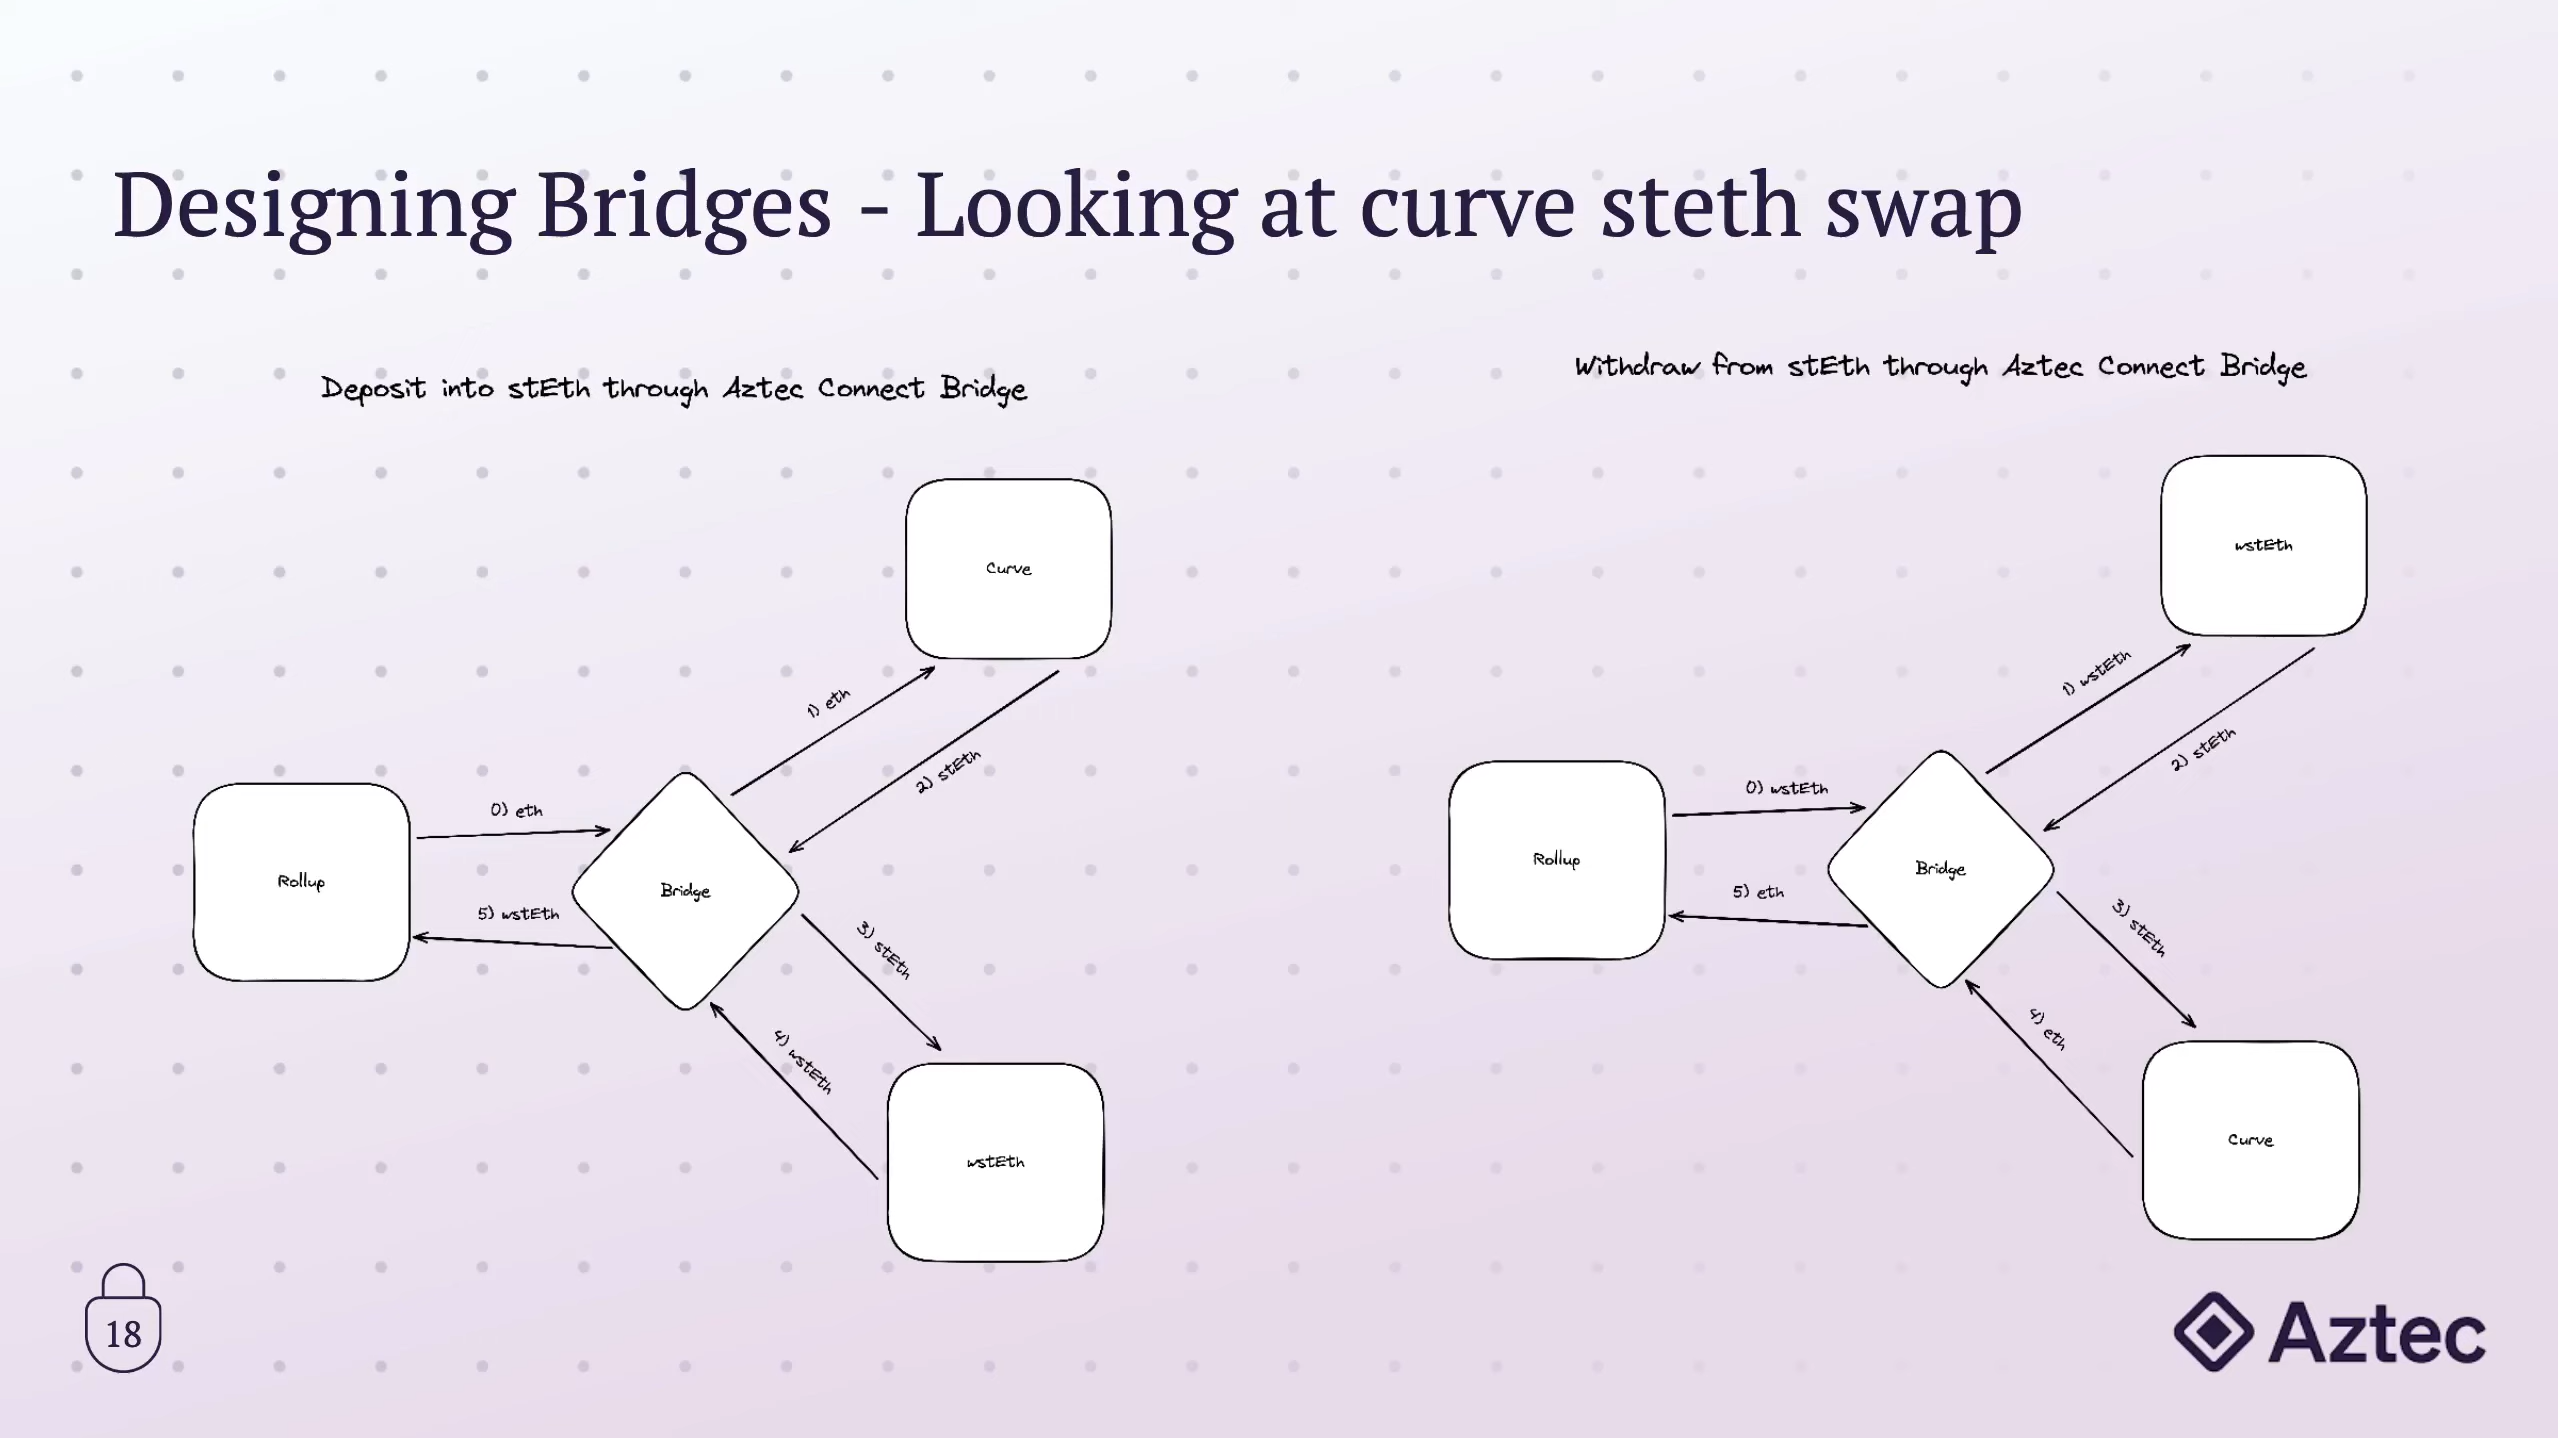 Designing Bridges - Looking at curve steth swap
Deposit into stEth through Aztec Connect Bridge
Curve
1) eth
2) stEth
0) eth
Rollup
Bridge
5) wstEth
3) stEth
4) wstEth
wstEth
Withdraw from stEth through Aztec Connect Bridge
wstEth
1) wstEth
2) stEth
0) wstEth
Rollup
Bridge
5) eth
3) stEth
4) eth
Curve
18
Aztec